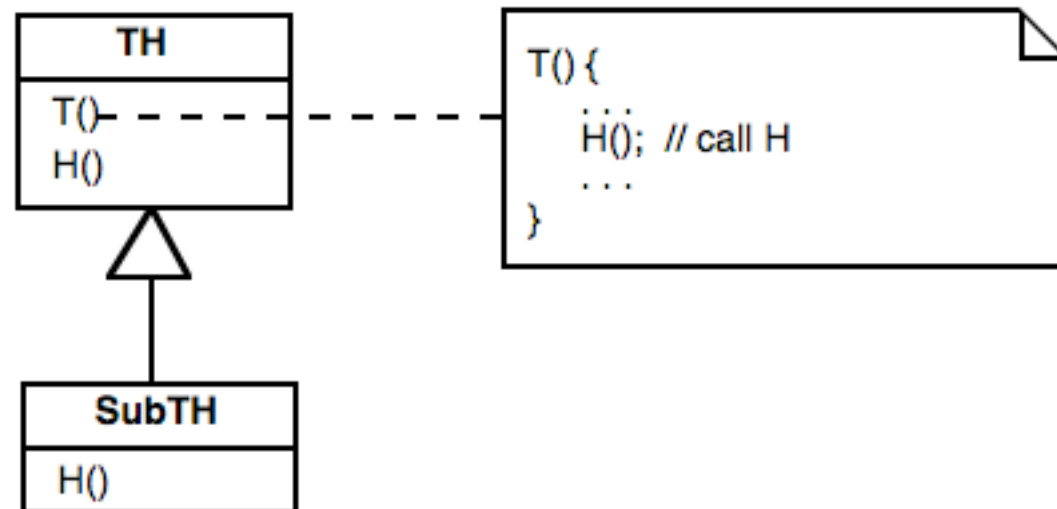 TH
T()
H()
T() {
. . .
H();  // call H
. . .
}
SubTH
H()